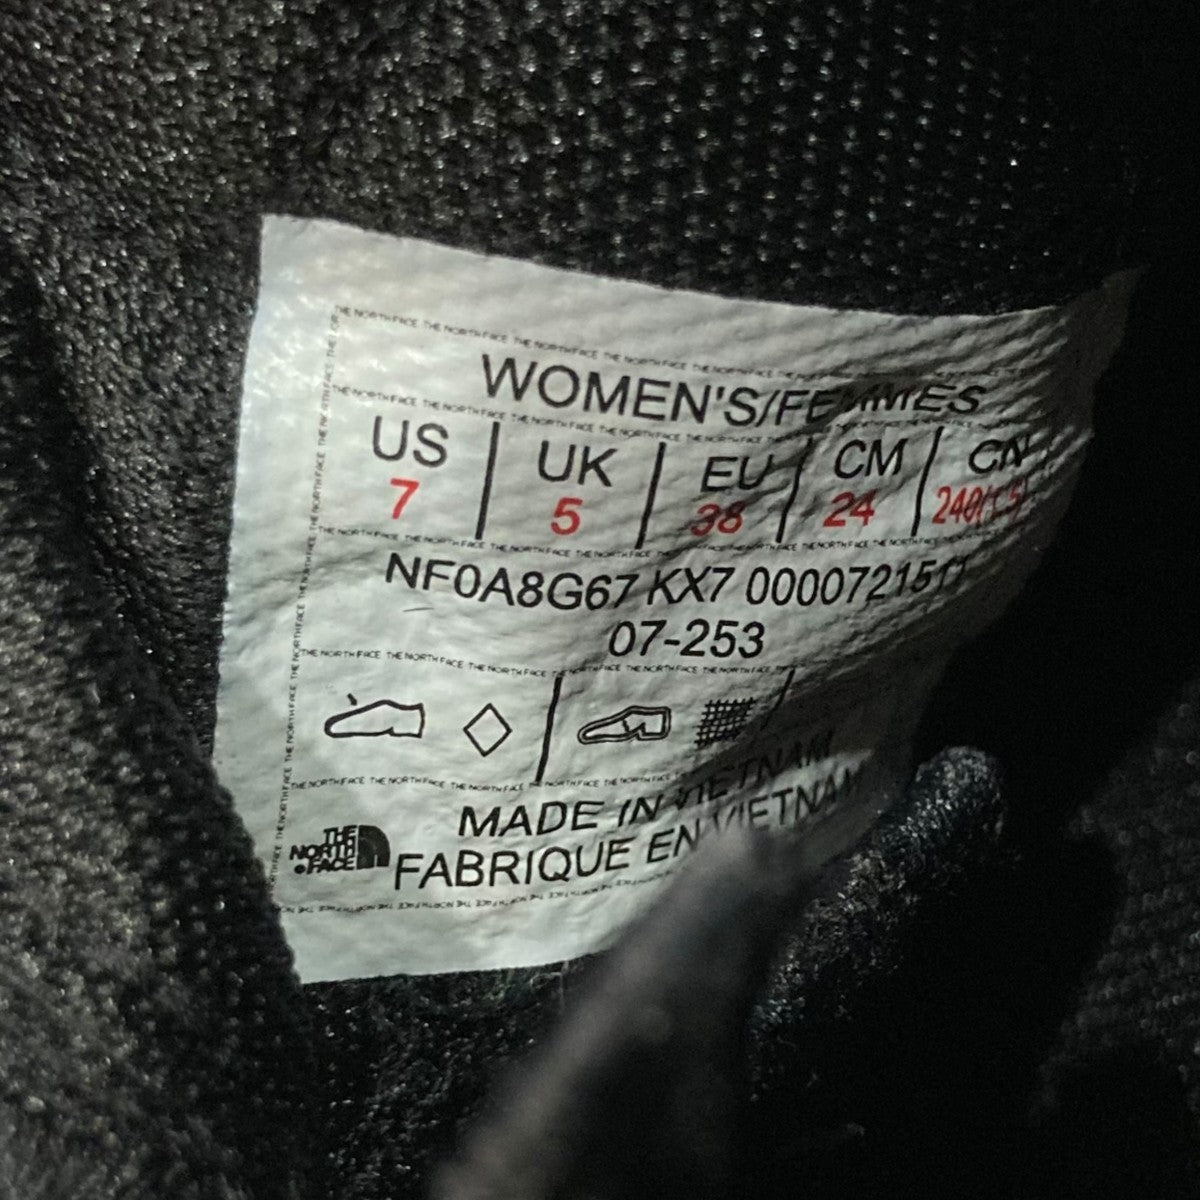 WOMEN'S/FEMMES
US UK EU CM CN
7 5 38 24
NF0A8G67 KX7
07-253
MADE IN VIETNAM
FABRIQUE EN VIETNAM
THE
NORTH
FACE